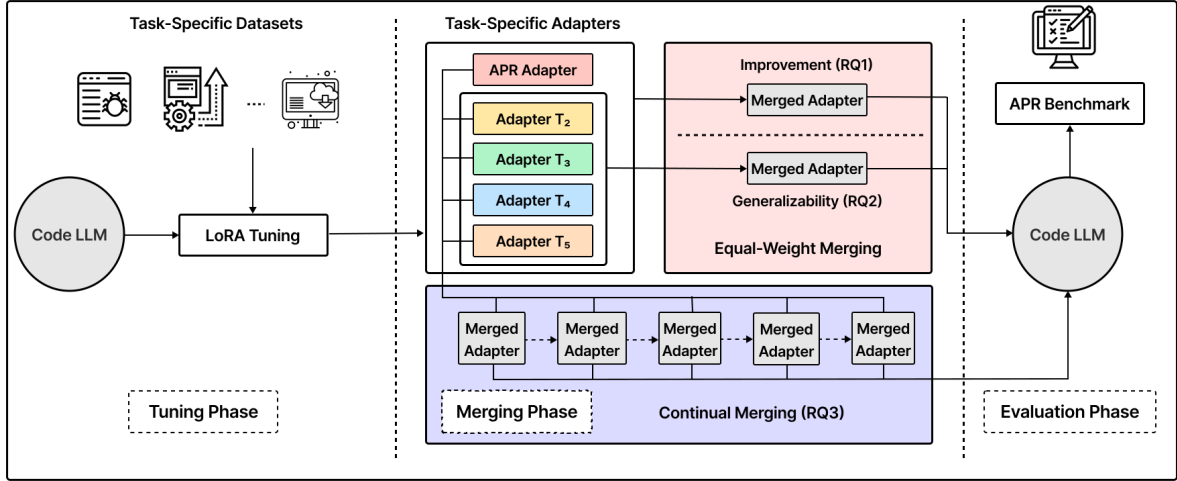 Task-Specific Datasets
Code LLM
LoRA Tuning
Tuning Phase
Task-Specific Adapters
APR Adapter
Adapter T₂
Adapter T₃
Adapter T₄
Adapter T₅
Improvement (RQ1)
Merged Adapter
Merged Adapter
Generalizability (RQ2)
Equal-Weight Merging
Merged
Adapter
Merged
Adapter
Merged
Adapter
Merged
Adapter
Merged
Adapter
Merging Phase
Continual Merging (RQ3)
APR Benchmark
Code LLM
Evaluation Phase